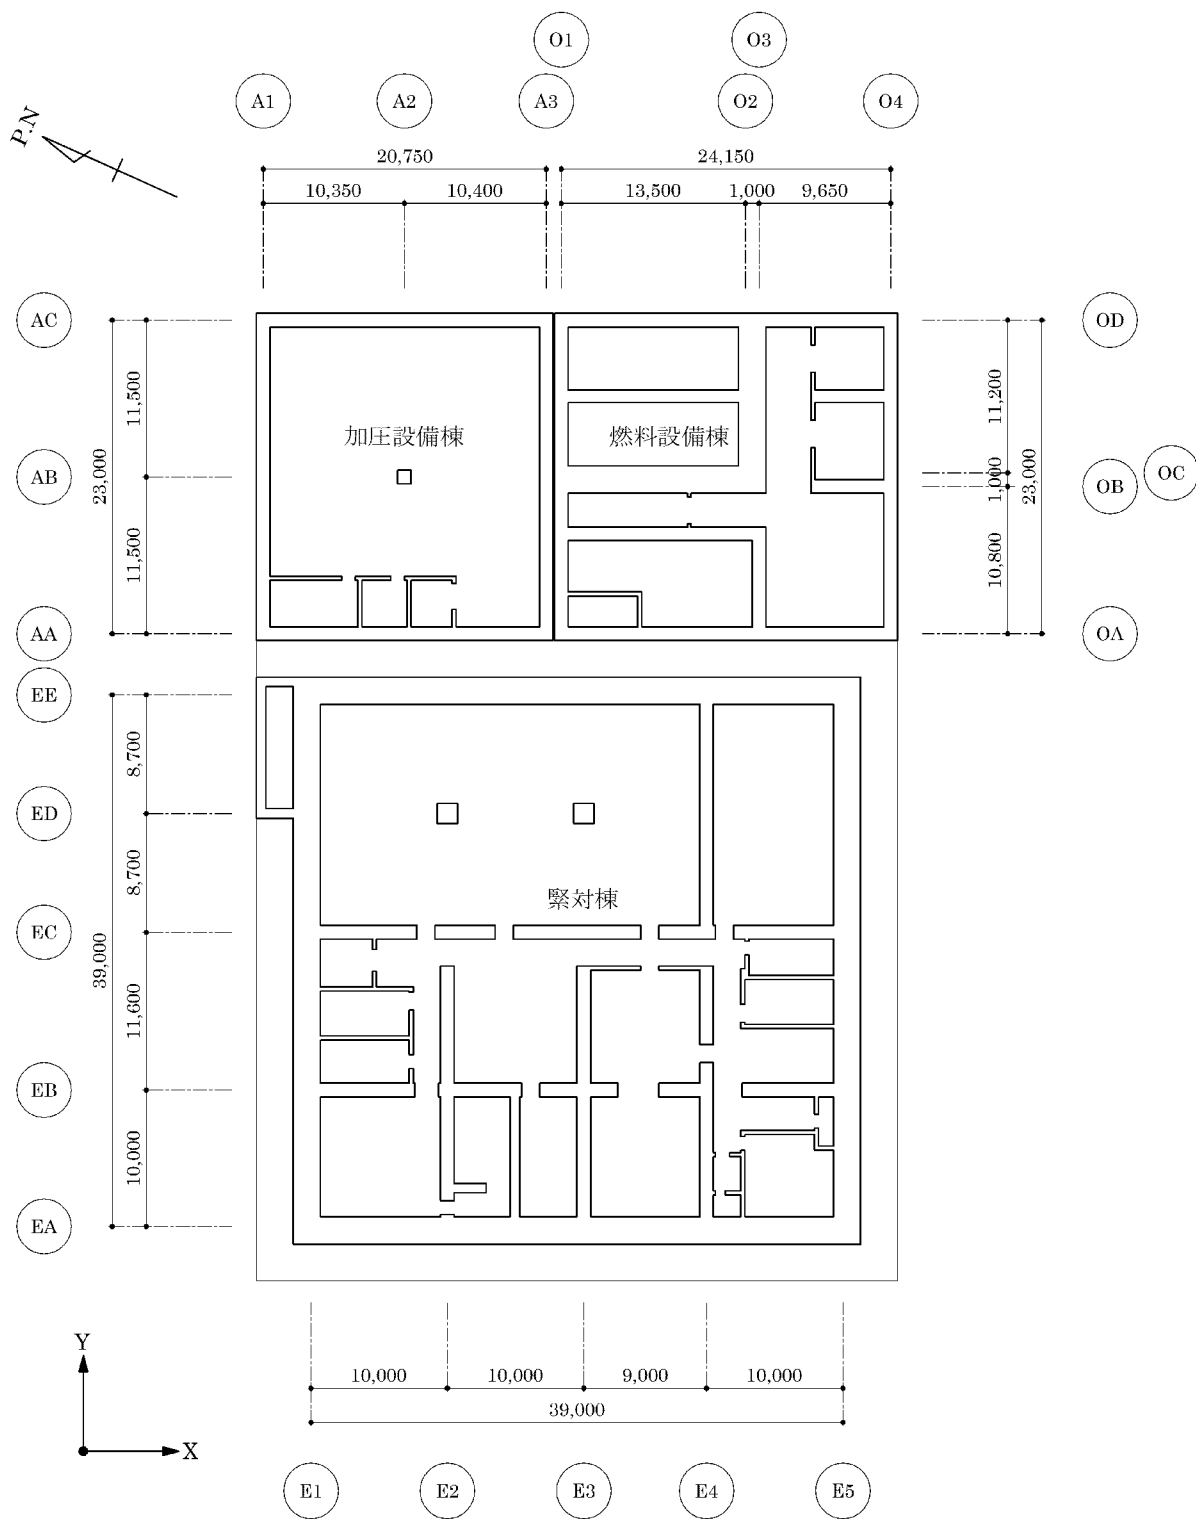 O1 O3
A1 A2 A3 O2 O4
P.N
20,750 24,150
10,350 10,400 13,500 1,000 9,650
AC OD
11,500 11,200
加圧設備棟 燃料設備棟
23,000 1,000 23,000
AB OB OC
11,500 10,800
AA OA
EE
8,700
ED
8,700
緊対棟
EC
39,000
11,600
EB
10,000
EA
Y
X
10,000 10,000 9,000 10,000
39,000
E1 E2 E3 E4 E5